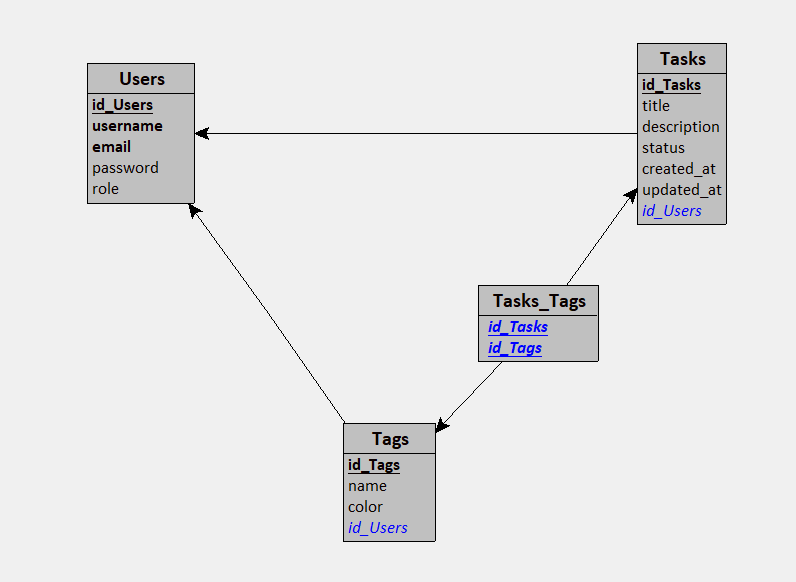 Users
id_Users
username
email
password
role
Tasks
id_Tasks
title
description
status
created_at
updated_at
id_Users
Tasks_Tags
id_Tasks
id_Tags
Tags
id_Tags
name
color
id_Users